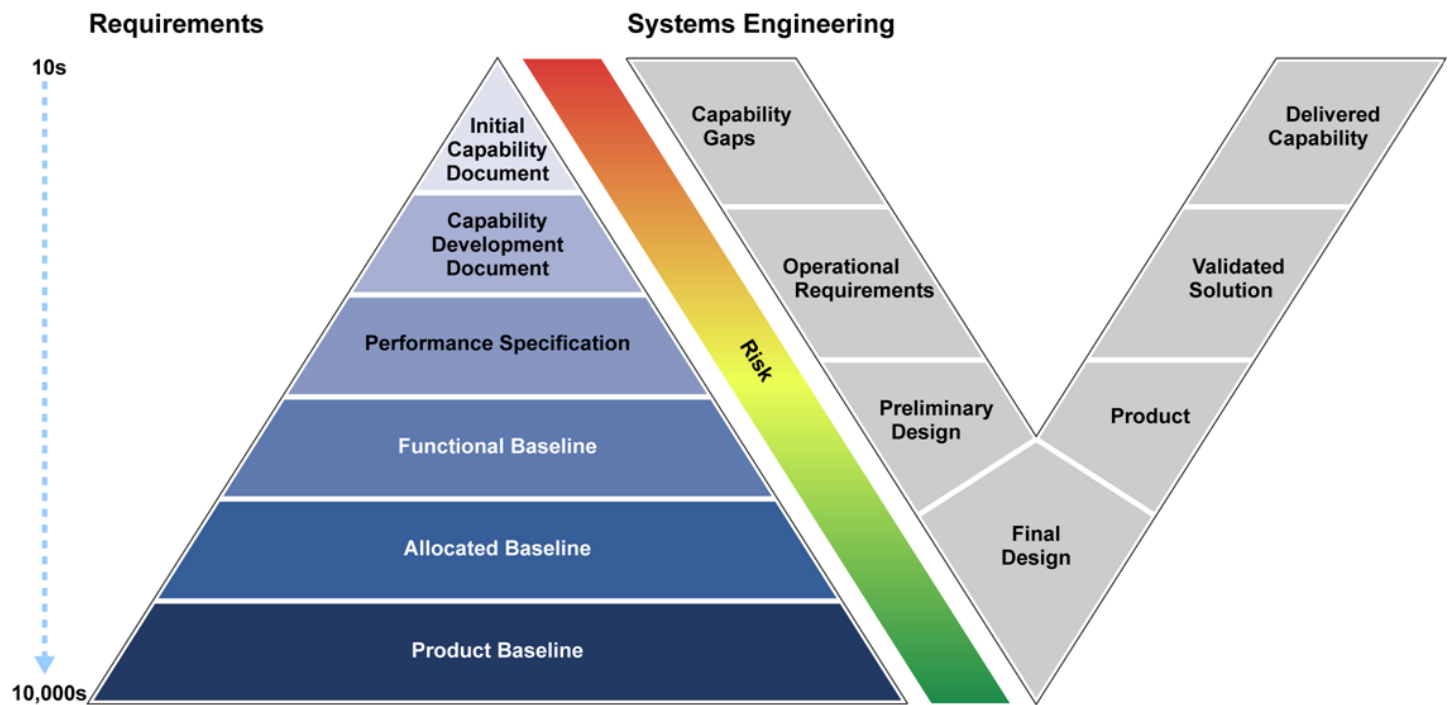 Requirements
Systems Engineering
10s
10,000s
Initial
Capability
Document
Capability
Development
Document
Performance Specification
Functional Baseline
Allocated Baseline
Product Baseline
Risk
Capability
Gaps
Operational
Requirements
Preliminary
Design
Final
Design
Product
Validated
Solution
Delivered
Capability